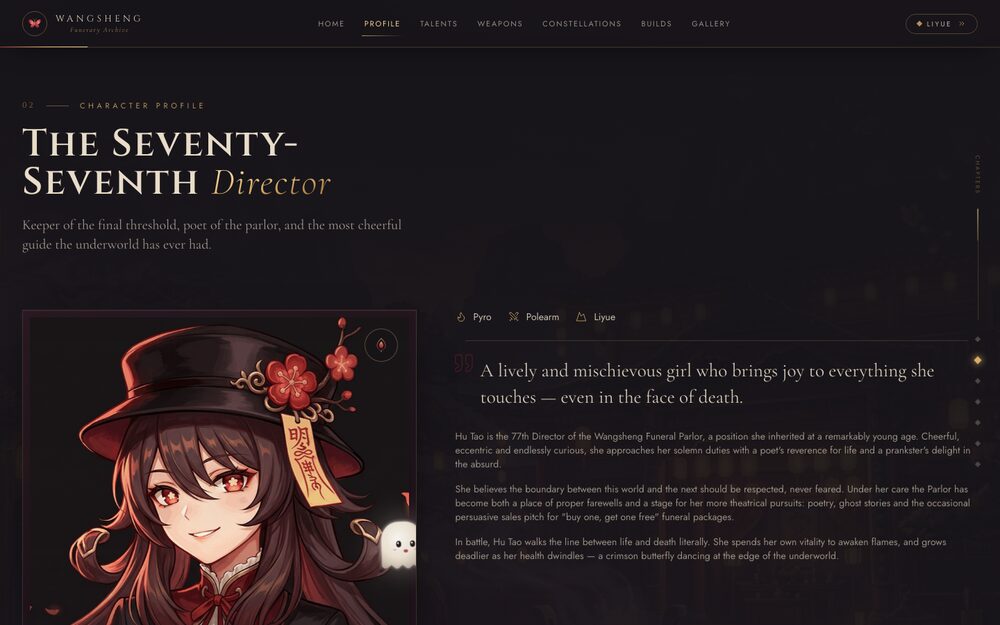 WANGSHENG
Funerary Archive
HOME PROFILE TALENTS WEAPONS CONSTELLATIONS BUILDS GALLERY
LIYUE
02 CHARACTER PROFILE
THE SEVENTY-
SEVENTH Director
Keeper of the final threshold, poet of the parlor, and the most cheerful
guide the underworld has ever had.
CHAPTERS
Pyro Polearm Liyue
A lively and mischievous girl who brings joy to everything she
touches — even in the face of death.
Hu Tao is the 77th Director of the Wangsheng Funeral Parlor, a position she inherited at a remarkably young age. Cheerful,
eccentric and endlessly curious, she approaches her solemn duties with a poet's reverence for life and a prankster's delight in
the absurd.
She believes the boundary between this world and the next should be respected, never feared. Under her care the Parlor has
become both a place of proper farewells and a stage for her more theatrical pursuits: poetry, ghost stories and the occasional
persuasive sales pitch for "buy one, get one free" funeral packages.
In battle, Hu Tao walks the line between life and death literally. She spends her own vitality to awaken flames, and grows
deadlier as her health dwindles — a crimson butterfly dancing at the edge of the underworld.